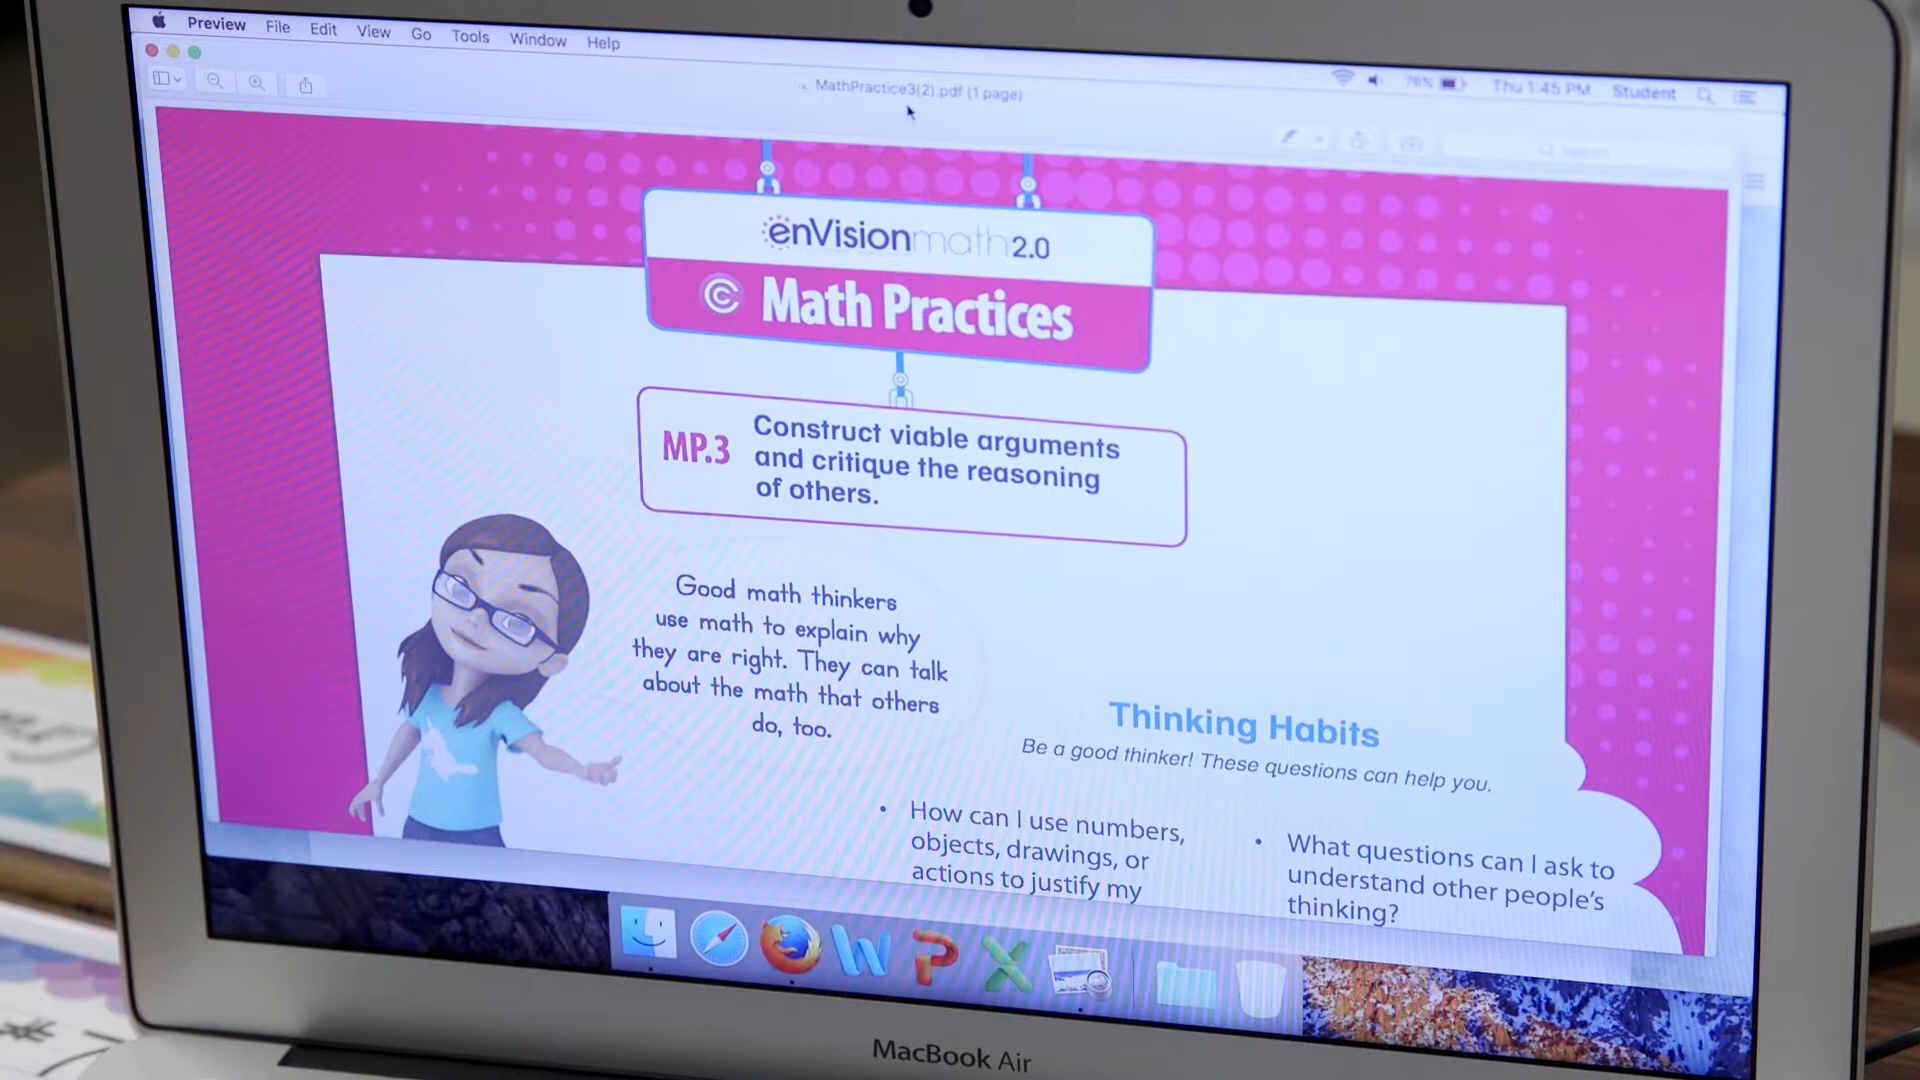 Preview File Edit View Go Tools Window Help
76% Thu 1:45 PM Student
MathPractice3(2).pdf (1 page)
Search
enVisionmath2.0
C Math Practices
MP.3 Construct viable arguments
and critique the reasoning
of others.
Good math thinkers
use math to explain why
they are right. They can talk
about the math that others
do, too.
Thinking Habits
Be a good thinker! These questions can help you.
• How can I use numbers,
objects, drawings, or
actions to justify my
• What questions can I ask to
understand other people's
thinking?
MacBook Air